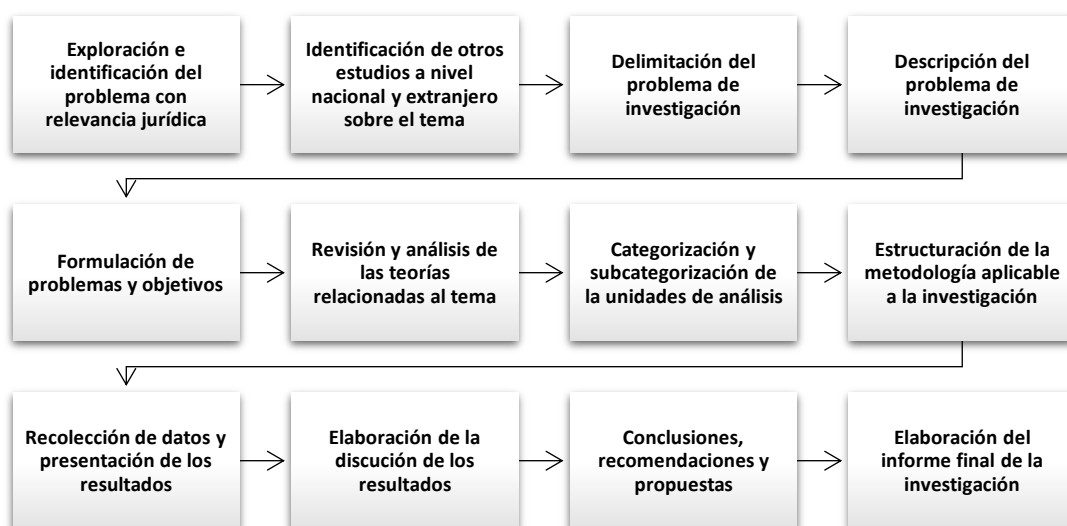 Exploración e
identificación del
problema con
relevancia jurídica
Identificación de otros
estudios a nivel
nacional y extranjero
sobre el tema
Delimitación del
problema de
investigación
Descripción del
problema de
investigación
Formulación de
problemas y objetivos
Revisión y análisis de
las teorías
relacionadas al tema
Categorización y
subcategorización de
la unidades de análisis
Estructuración de la
metodología aplicable
a la investigación
Recolección de datos y
presentación de los
resultados
Elaboración de la
discución de los
resultados
Conclusiones,
recomendaciones y
propuestas
Elaboración del
informe final de la
investigación